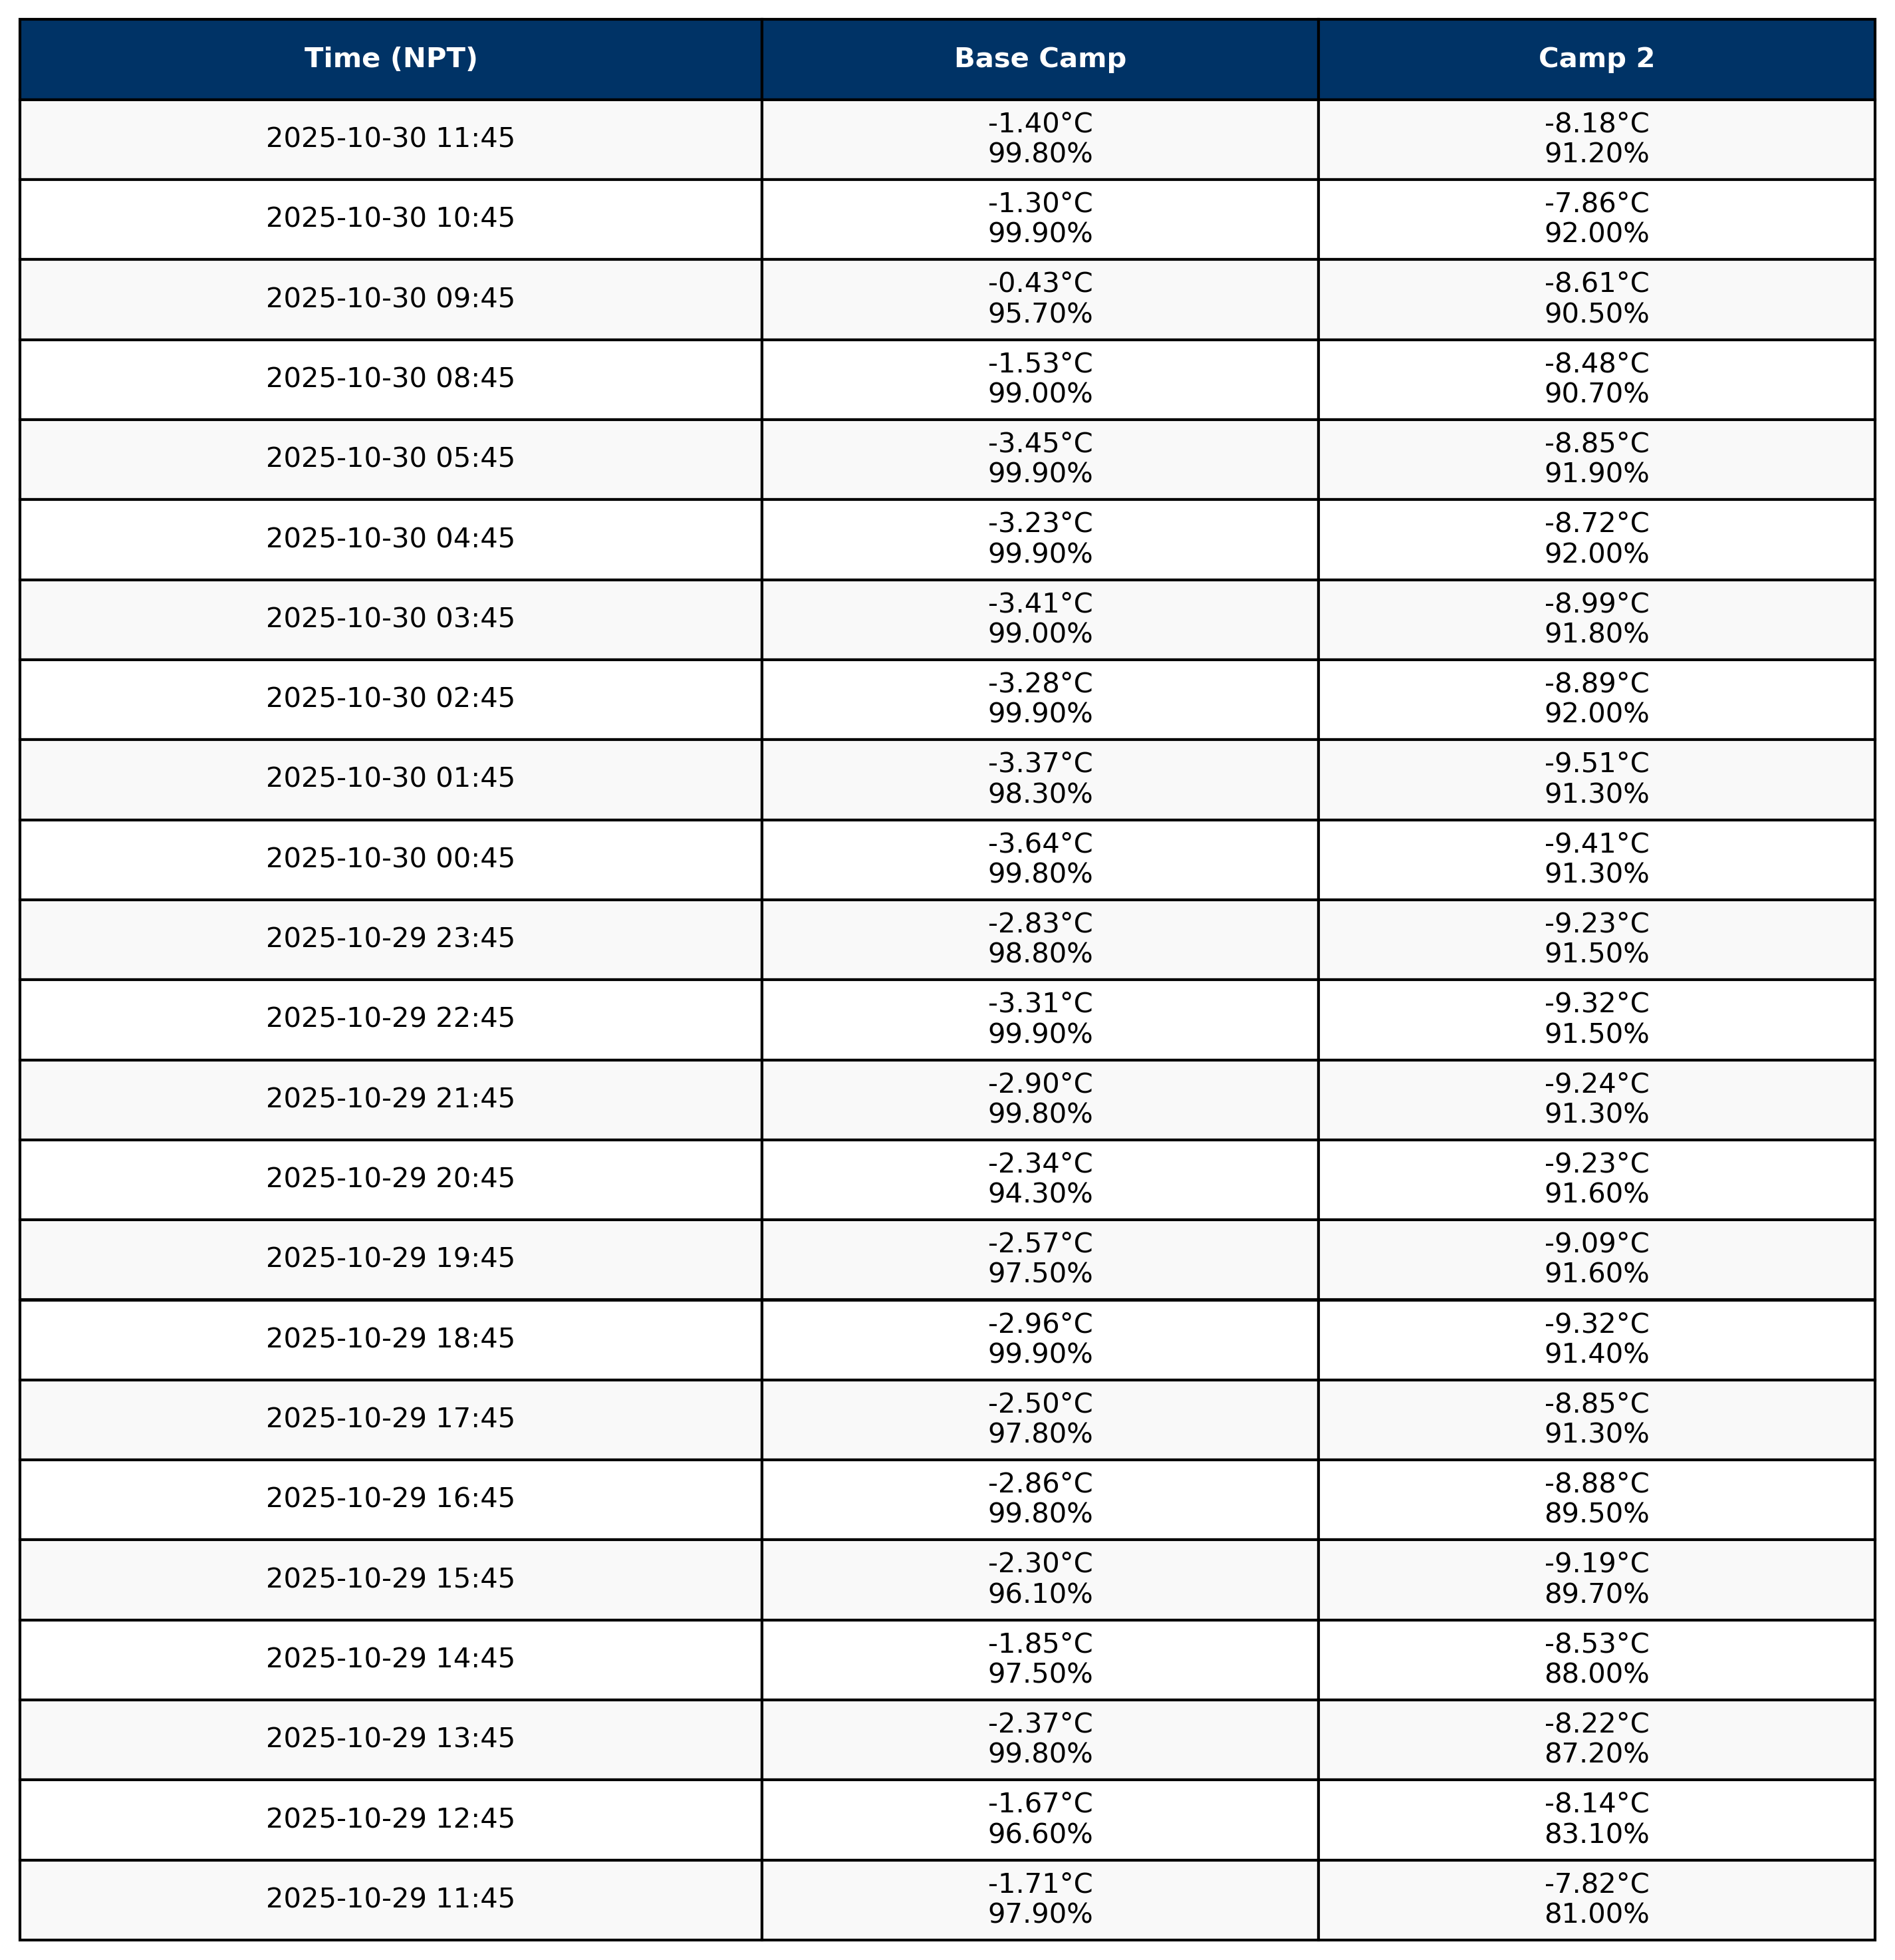 Time (NPT) Base Camp Camp 2
2025-10-30 11:45 -1.40°C -8.18°C
99.80% 91.20%
2025-10-30 10:45 -1.30°C -7.86°C
99.90% 92.00%
2025-10-30 09:45 -0.43°C -8.61°C
95.70% 90.50%
2025-10-30 08:45 -1.53°C -8.48°C
99.00% 90.70%
2025-10-30 05:45 -3.45°C -8.85°C
99.90% 91.90%
2025-10-30 04:45 -3.23°C -8.72°C
99.90% 92.00%
2025-10-30 03:45 -3.41°C -8.99°C
99.00% 91.80%
2025-10-30 02:45 -3.28°C -8.89°C
99.90% 92.00%
2025-10-30 01:45 -3.37°C -9.51°C
98.30% 91.30%
2025-10-30 00:45 -3.64°C -9.41°C
99.80% 91.30%
2025-10-29 23:45 -2.83°C -9.23°C
98.80% 91.50%
2025-10-29 22:45 -3.31°C -9.32°C
99.90% 91.50%
2025-10-29 21:45 -2.90°C -9.24°C
99.80% 91.30%
2025-10-29 20:45 -2.34°C -9.23°C
94.30% 91.60%
2025-10-29 19:45 -2.57°C -9.09°C
97.50% 91.60%
2025-10-29 18:45 -2.96°C -9.32°C
99.90% 91.40%
2025-10-29 17:45 -2.50°C -8.85°C
97.80% 91.30%
2025-10-29 16:45 -2.86°C -8.88°C
99.80% 89.50%
2025-10-29 15:45 -2.30°C -9.19°C
96.10% 89.70%
2025-10-29 14:45 -1.85°C -8.53°C
97.50% 88.00%
2025-10-29 13:45 -2.37°C -8.22°C
99.80% 87.20%
2025-10-29 12:45 -1.67°C -8.14°C
96.60% 83.10%
2025-10-29 11:45 -1.71°C -7.82°C
97.90% 81.00%